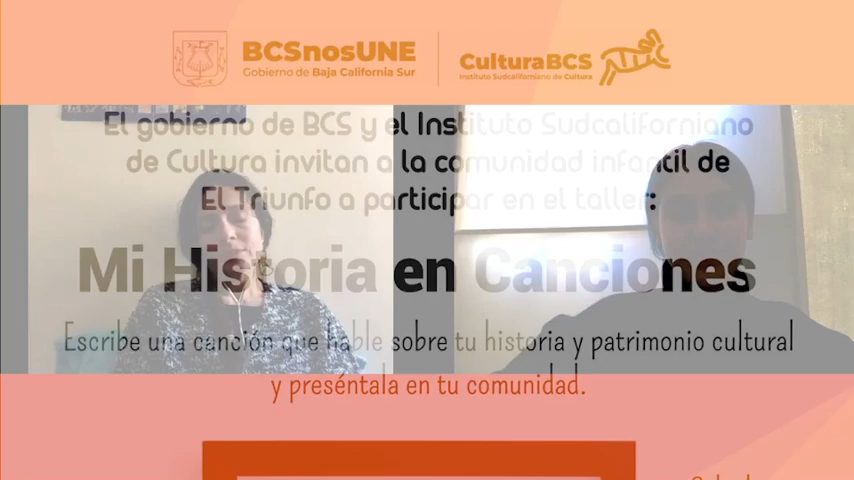 BCSnosUNE
Gobierno de Baja California Sur
CulturaBCS
Instituto Sudcaliforniano de Cultura
El gobierno de BCS y el Instituto Sudcaliforniano
de Cultura invitan a la comunidad infantil de
El Triunfo a participar en el taller:
Mi Historia en Canciones
Escribe una canción que hable sobre tu historia y patrimonio cultural
y preséntala en tu comunidad.